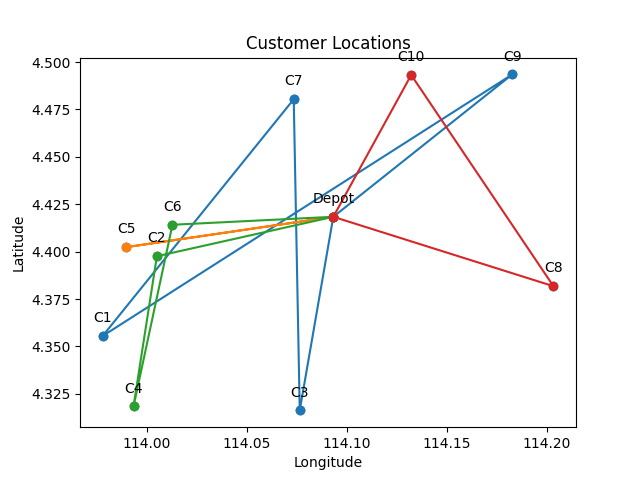 Customer Locations
4.500
4.475
4.450
4.425
4.400
4.375
4.350
4.325
Latitude
C10
C9
C7
Depot
C6
C5
C2
C8
C1
C4
C3
114.00
114.05
114.10
114.15
114.20
Longitude